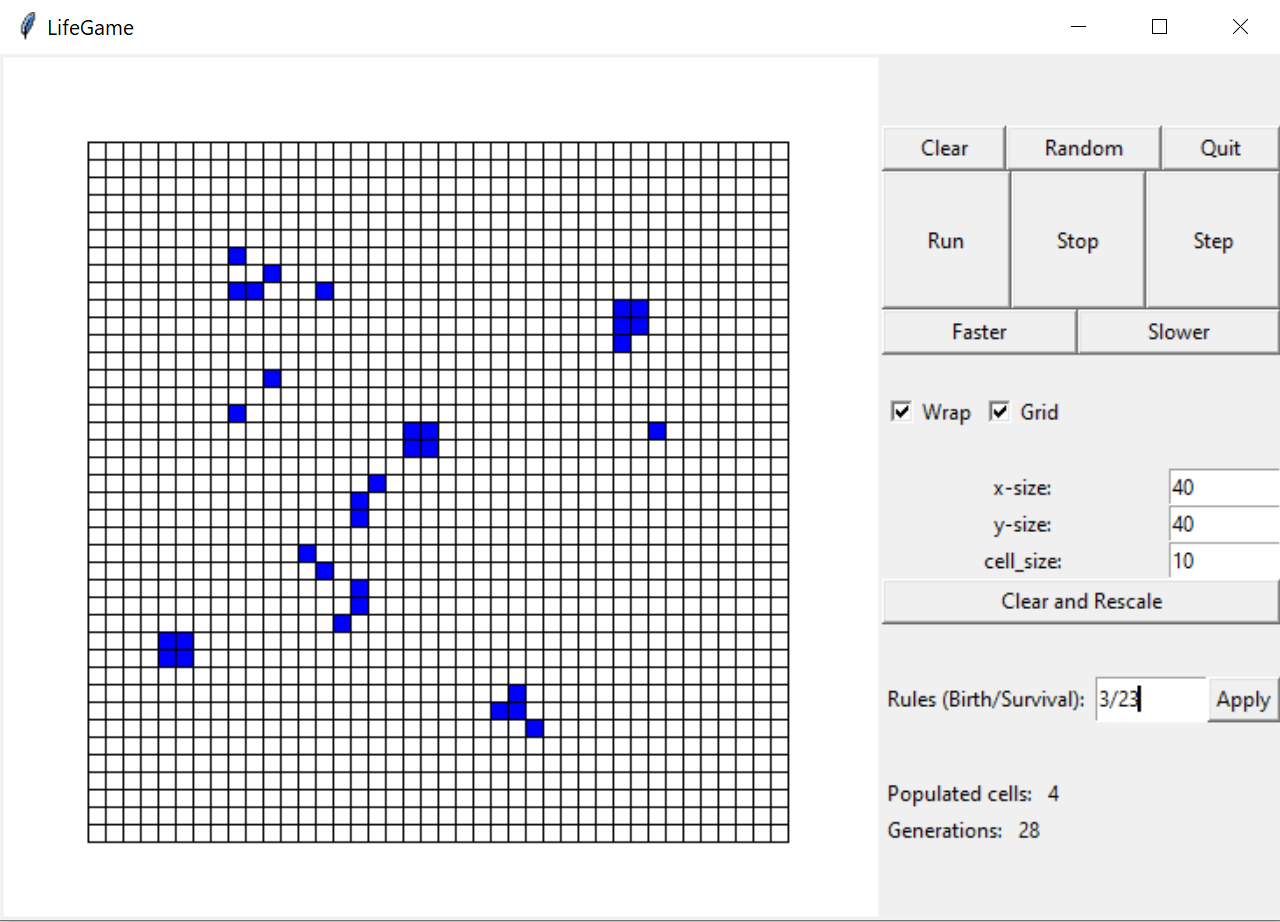 LifeGame
Clear Random Quit
Run Stop Step
Faster Slower
Wrap Grid
x-size: 40
y-size: 40
cell_size: 10
Clear and Rescale
Rules (Birth/Survival): 3/23 Apply
Populated cells: 4
Generations: 28